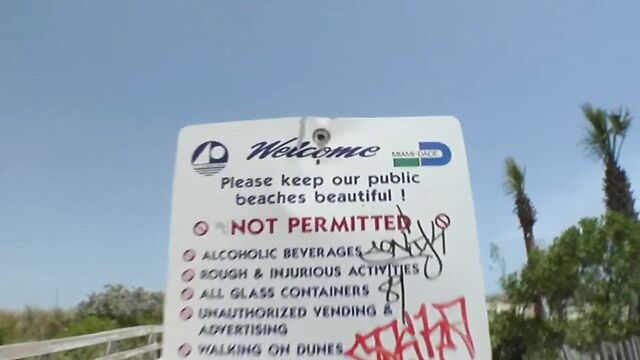 Welcome
MIAMI-DADE
Please keep our public
beaches beautiful !
NOT PERMITTED
ALCOHOLIC BEVERAGES
ROUGH & INJURIOUS ACTIVITIES
ALL GLASS CONTAINERS
UNAUTHORIZED VENDING &
ADVERTISING
WALKING ON DUNES